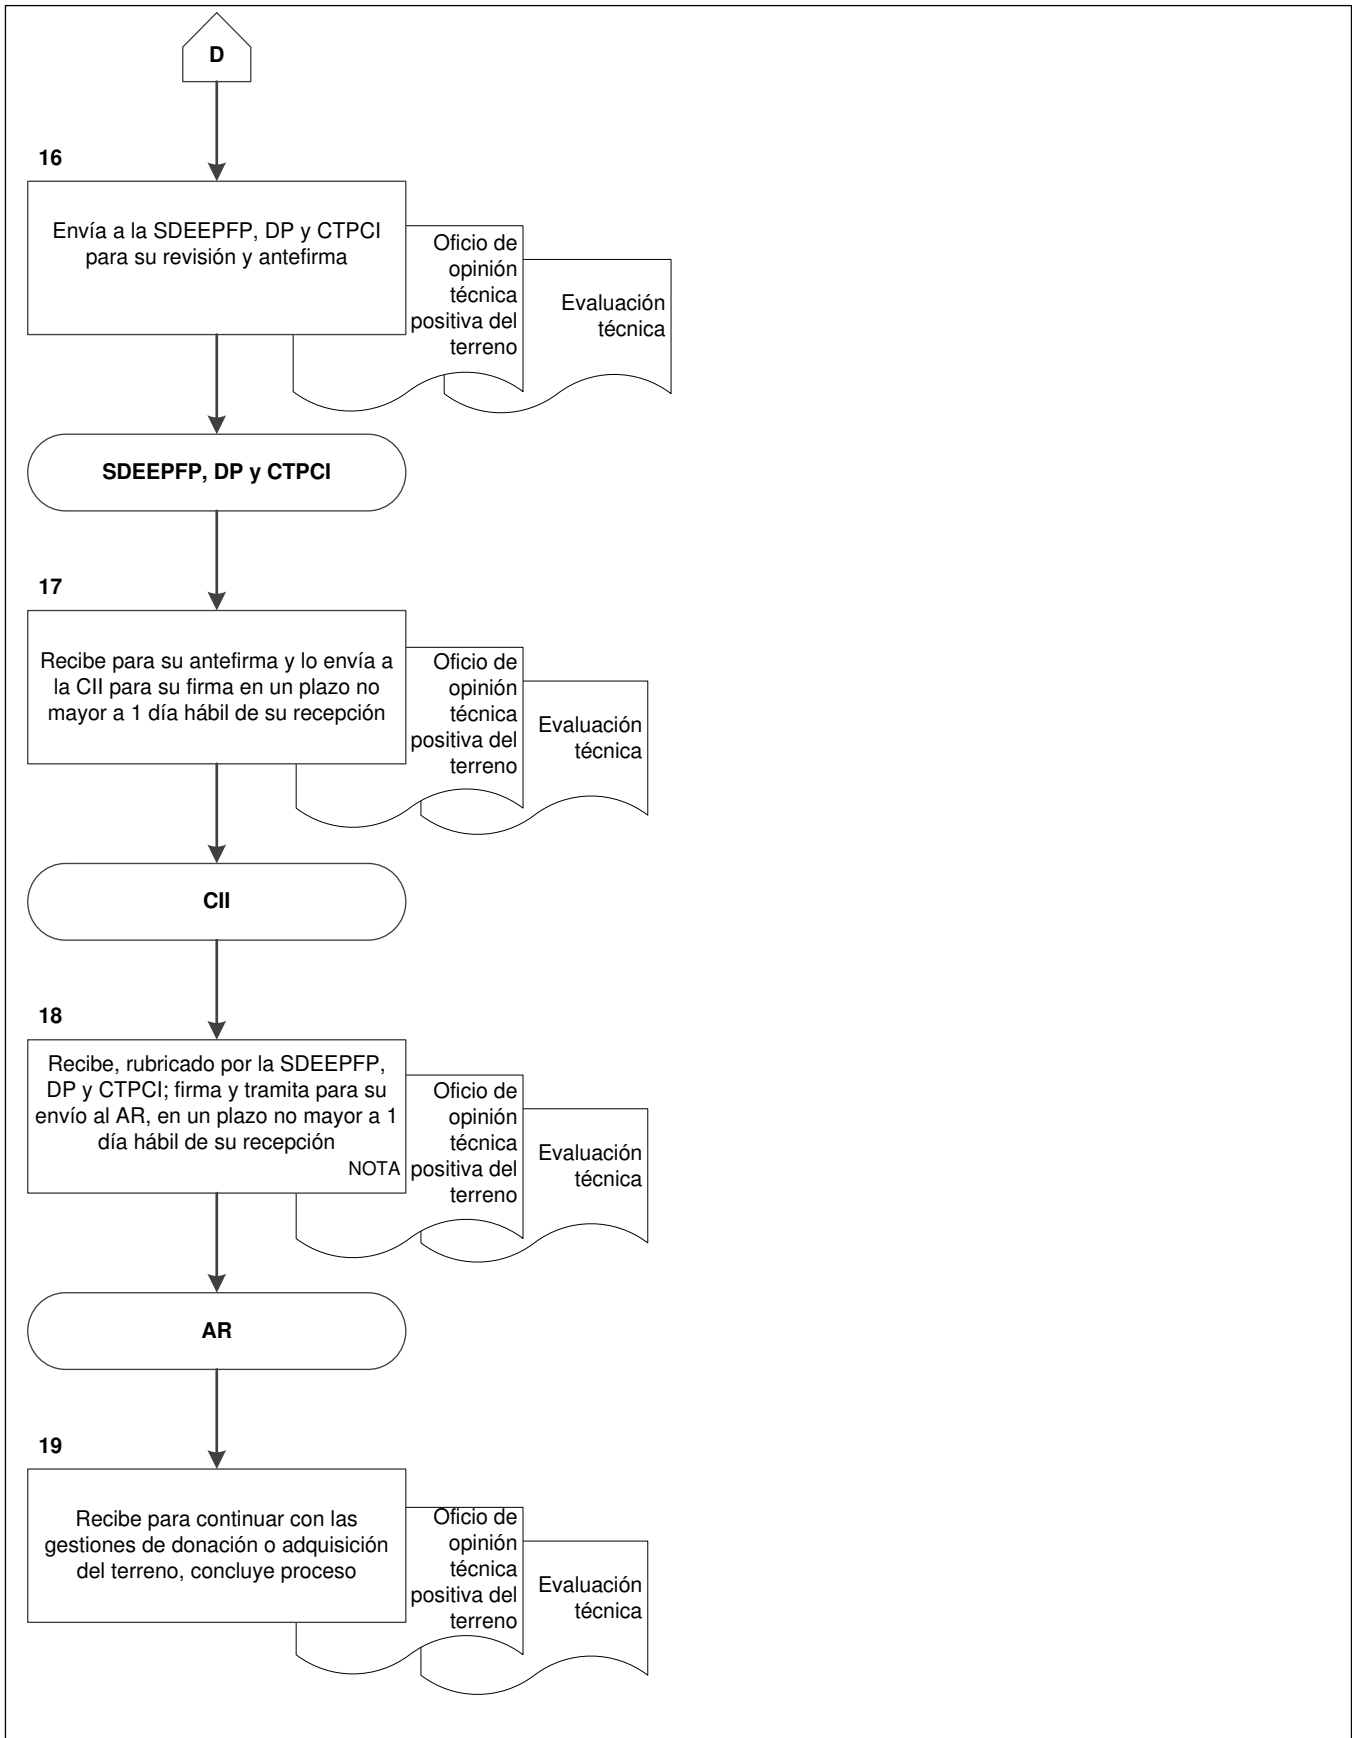 D
16
Envía a la SDEEPFP, DP y CTPCI
para su revisión y antefirma
Oficio de
opinión
técnica
positiva del
terreno
Evaluación
técnica
SDEEPFP, DP y CTPCI
17
Recibe para su antefirma y lo envía a
la CII para su firma en un plazo no
mayor a 1 día hábil de su recepción
Oficio de
opinión
técnica
positiva del
terreno
Evaluación
técnica
CII
18
Recibe, rubricado por la SDEEPFP,
DP y CTPCI; firma y tramita para su
envío al AR, en un plazo no mayor a 1
día hábil de su recepción
NOTA
Oficio de
opinión
técnica
positiva del
terreno
Evaluación
técnica
AR
19
Recibe para continuar con las
gestiones de donación o adquisición
del terreno, concluye proceso
Oficio de
opinión
técnica
positiva del
terreno
Evaluación
técnica